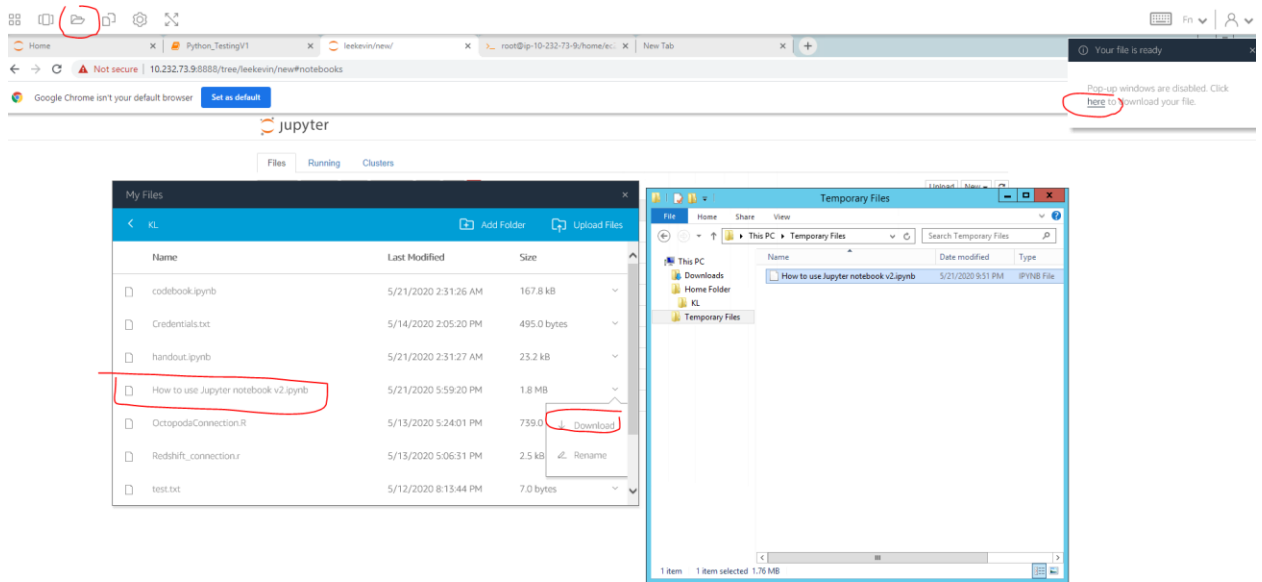 Fn
Home
Python_TestingV1
leekevin/new/
root@ip-10-232-73-9:/home/ec2
New Tab
Not secure | 10.232.73.9:8888/tree/leekevin/new#notebooks
Google Chrome isn't your default browser
Set as default
Your file is ready
Pop-up windows are disabled. Click
here to download your file.
jupyter
Files Running Clusters
Upload New
My Files
KL
Add Folder
Upload Files
Name Last Modified Size
codebook.ipynb 5/21/2020 2:31:26 AM 167.8 kB
Credentials.txt 5/14/2020 2:05:20 PM 495.0 bytes
handout.ipynb 5/21/2020 2:31:27 AM 23.2 kB
How to use Jupyter notebook v2.ipynb 5/21/2020 5:59:20 PM 1.8 MB
OctopodaConnection.R 5/13/2020 5:24:01 PM 739.0
Redshift_connection.r 5/13/2020 5:06:31 PM 2.5 kB
test.txt 5/12/2020 8:13:44 PM 7.0 bytes
Download
Rename
Temporary Files
File Home Share View
This PC Temporary Files
Search Temporary Files
This PC
Downloads
Home Folder
KL
Temporary Files
Name Date modified Type
How to use Jupyter notebook v2.ipynb 5/21/2020 9:51 PM IPYNB File
1 item 1 item selected 1.76 MB